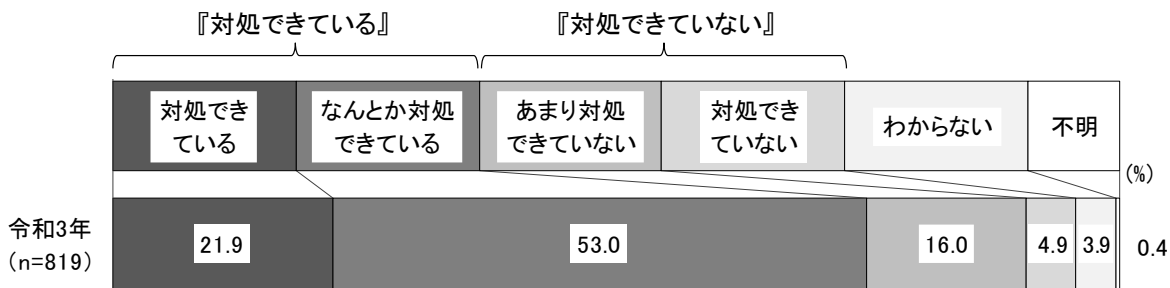 『対処できている』 『対処できていない』
対処でき なんとか対処 あまり対処 対処でき わからない 不明
ている できている できていない ていない
(%)
令和3年
(n=819)
21.9 53.0 16.0 4.9 3.9 0.4